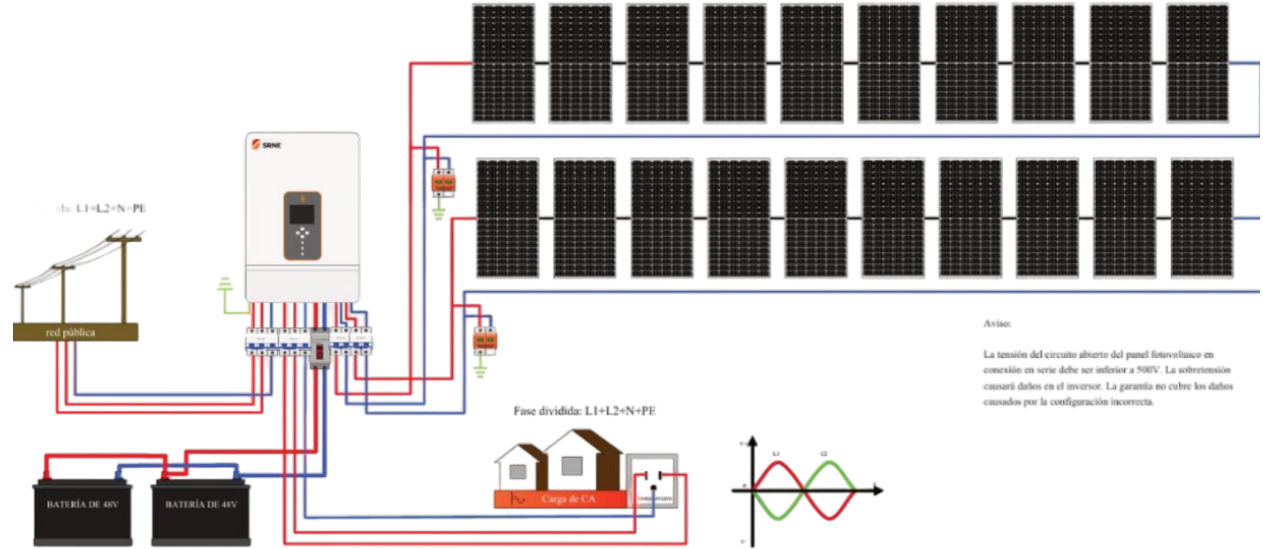 SRNE
L1+L2+N+PE
red pública
Aviso:
La tensión del circuito abierto del panel fotovoltaico en
conexión en serie debe ser inferior a 500V. La sobretensión
causará daños en el inversor. La garantía no cubre los daños
causados por la configuración incorrecta.
Fase dividida: L1+L2+N+PE
L1
L2
BATERÍA DE 48V
BATERÍA DE 48V
Carga de CA